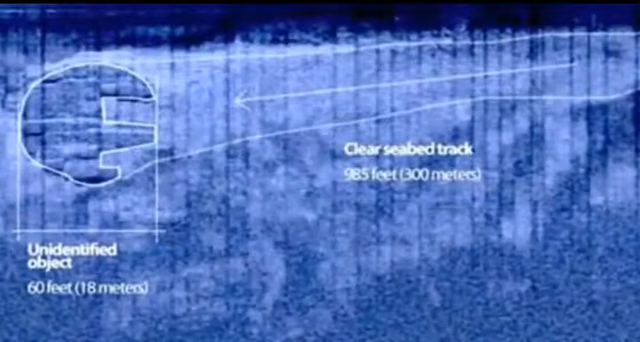 Clear seabed track
985 feet (300 meters)
Unidentified
object
60 feet (18 meters)